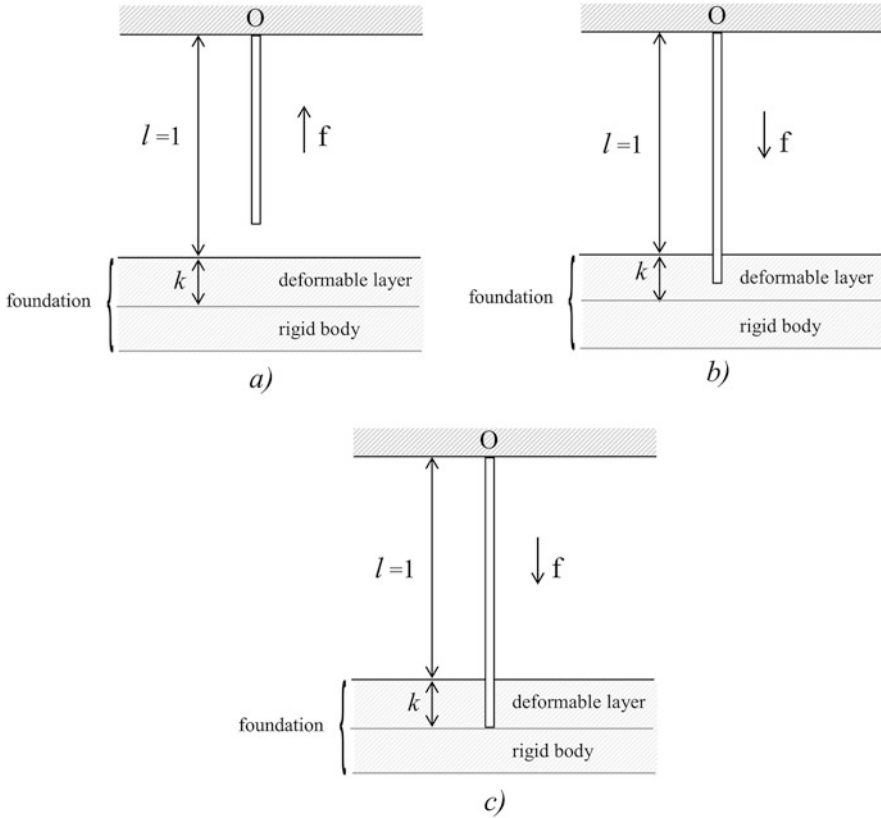 O
l=1
f
k
deformable layer
foundation
rigid body
a)
O
l=1
f
k
deformable layer
foundation
rigid body
b)
O
l=1
f
k
deformable layer
foundation
rigid body
c)